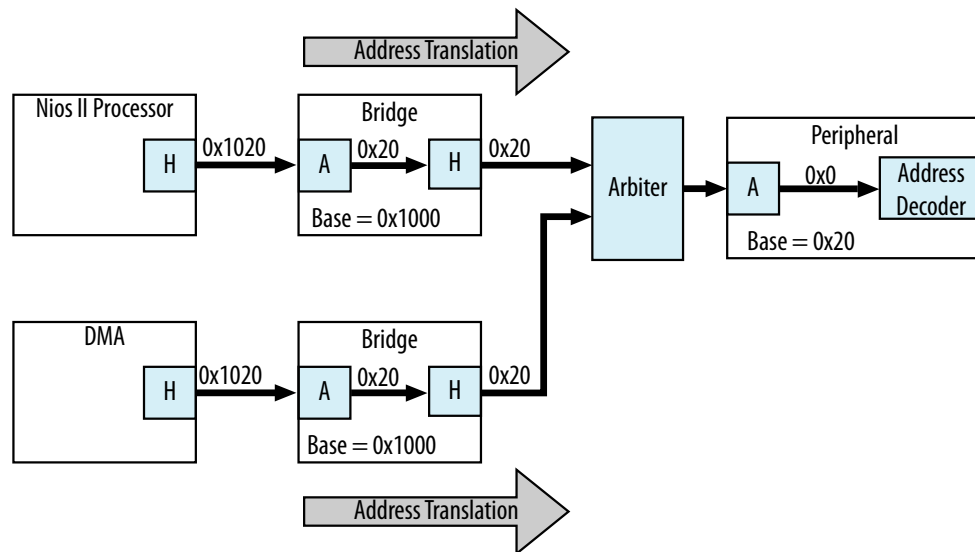 Address Translation
Nios II Processor
H
0x1020
Bridge
A
0x20
H
0x20
Base = 0x1000
Arbiter
Peripheral
A
0x0
Address
Decoder
Base = 0x20
DMA
H
0x1020
Bridge
A
0x20
H
0x20
Base = 0x1000
Address Translation